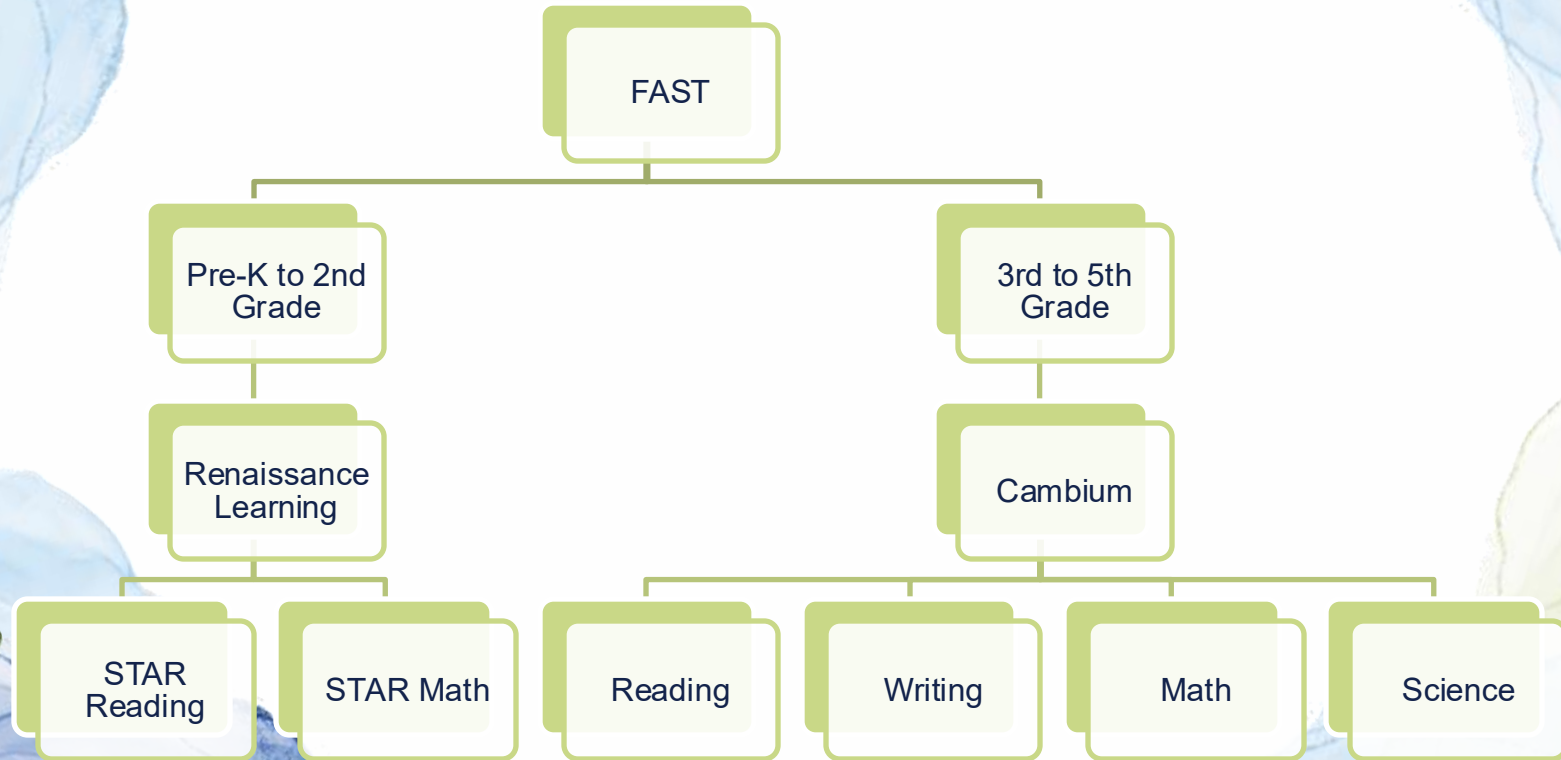 FAST
Pre-K to 2nd
Grade
3rd to 5th
Grade
Renaissance
Learning
Cambium
STAR
Reading
STAR Math
Reading
Writing
Math
Science